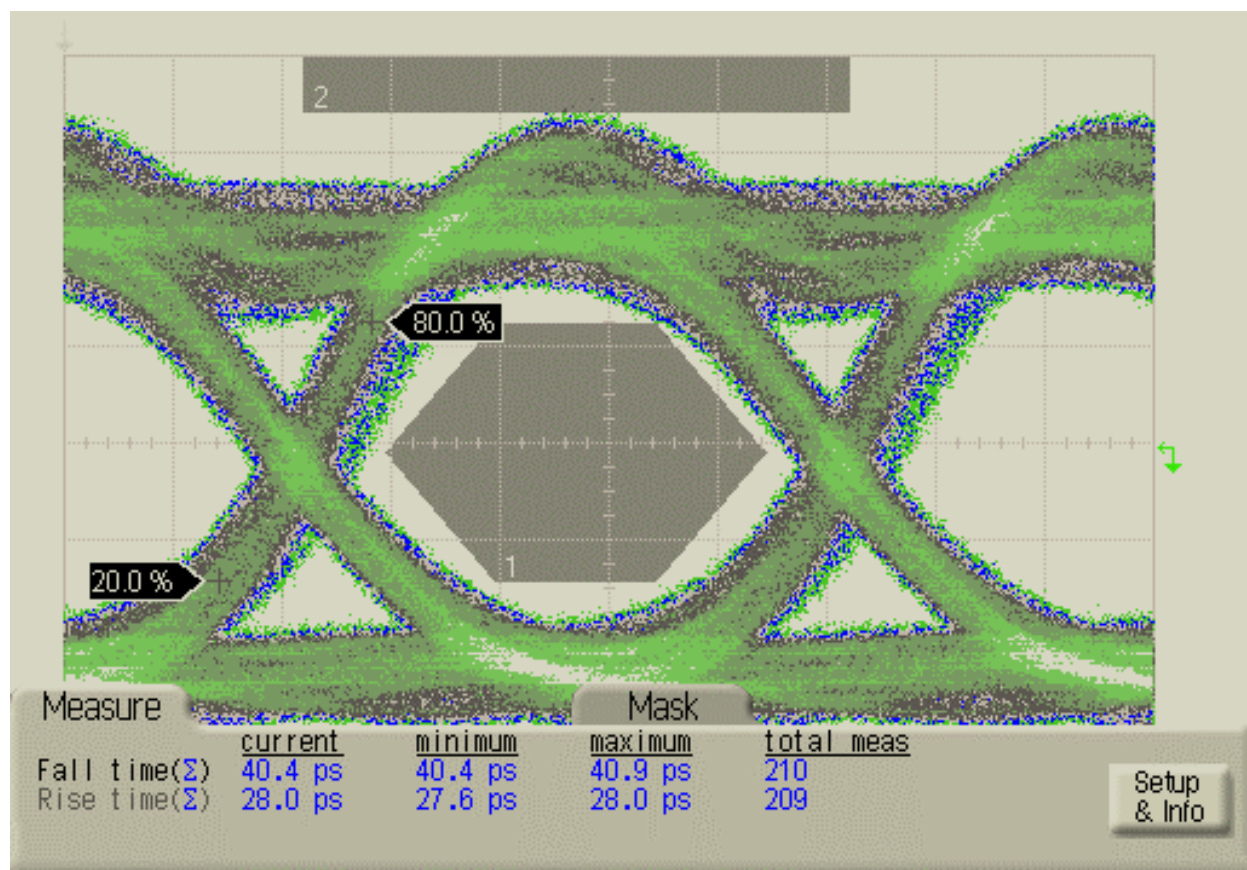 2
80.0 %
1
20.0 %
Measure Mask
current minimum maximum total meas
Fall time(Σ) 40.4 ps 40.4 ps 40.9 ps 210
Rise time(Σ) 28.0 ps 27.6 ps 28.0 ps 209
Setup
& Info